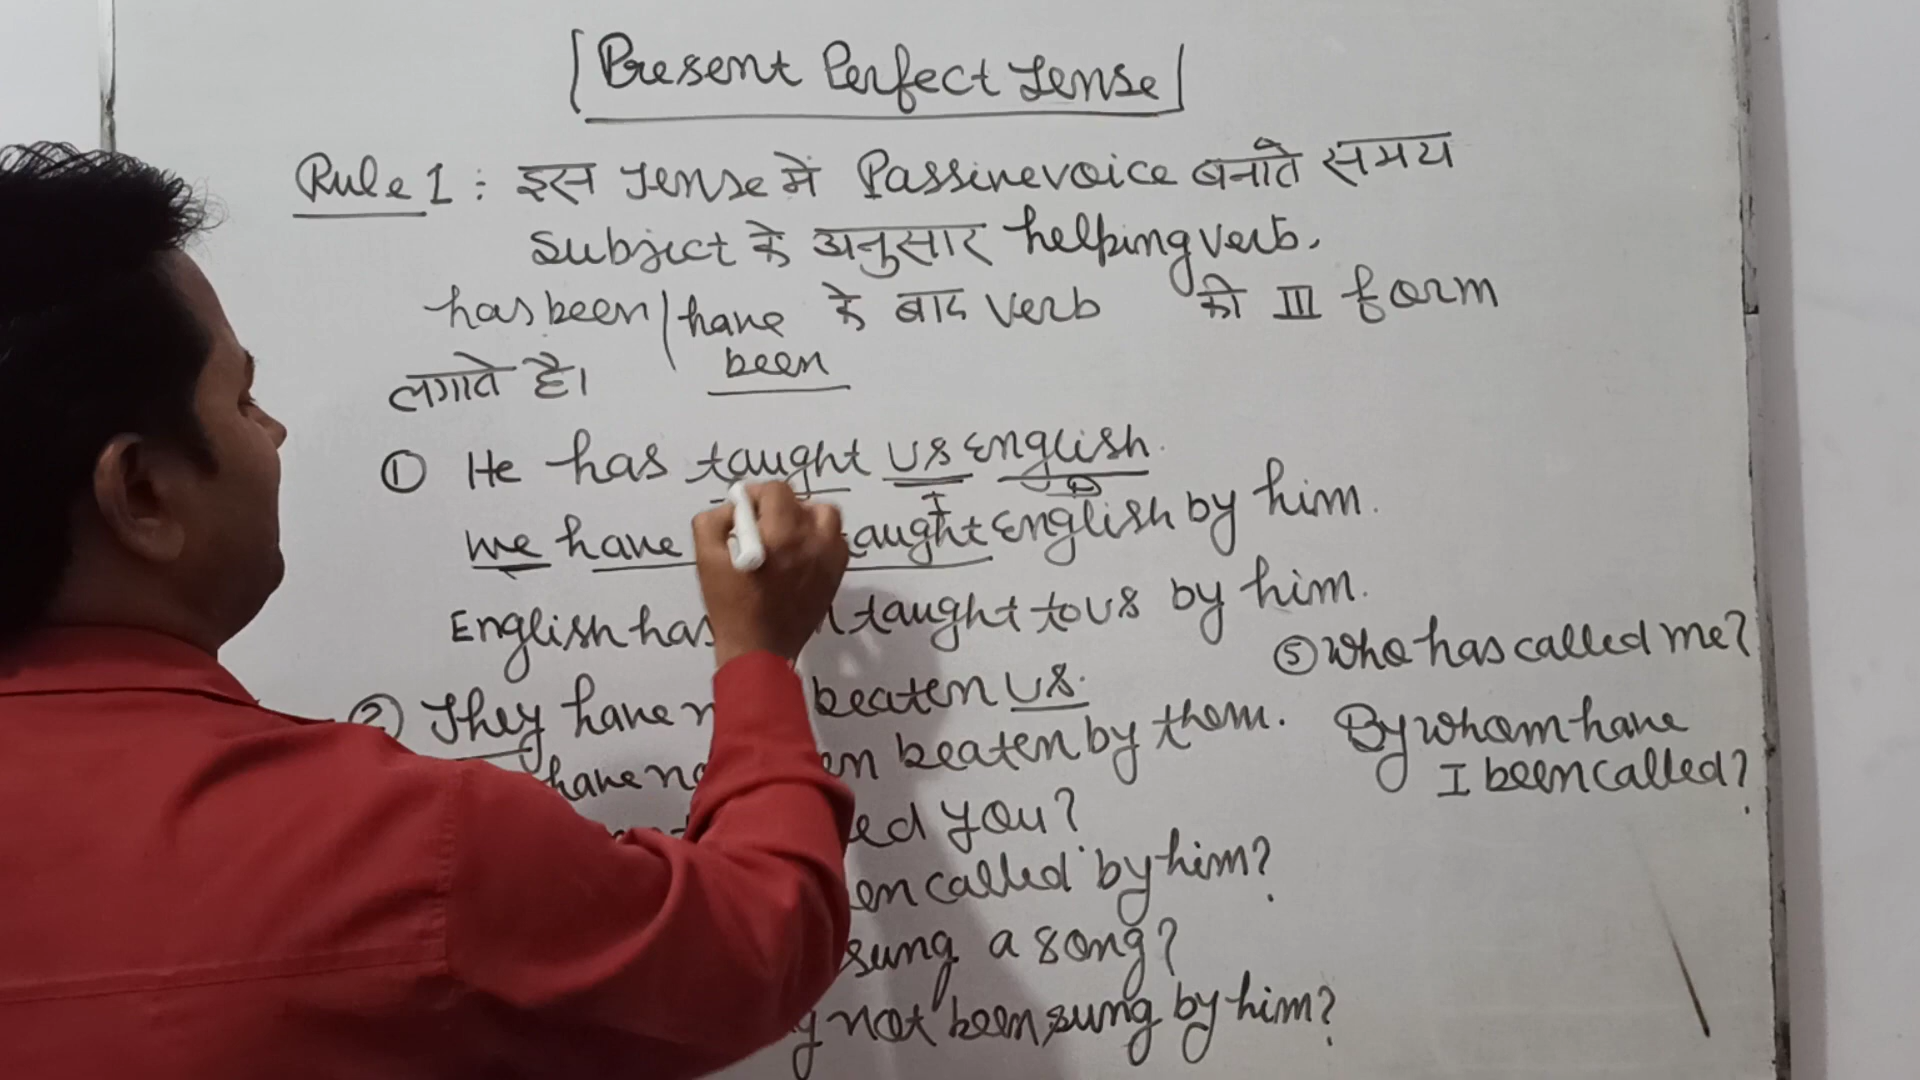 Present Perfect Tense
Rule 1: इस Tense में Passive voice बनाते समय
Subject के अनुसार helping verb,
has been / have been के बाद Verb की III form
लगाते है।
① He has taught us English.
I D
We have taught English by him.
English has taught to us by him.
② They have beaten us.
have beaten by them.
you?
called by him?
sung a song?
not been sung by him?
⑤ Who has called me?
By whom have
I been called?